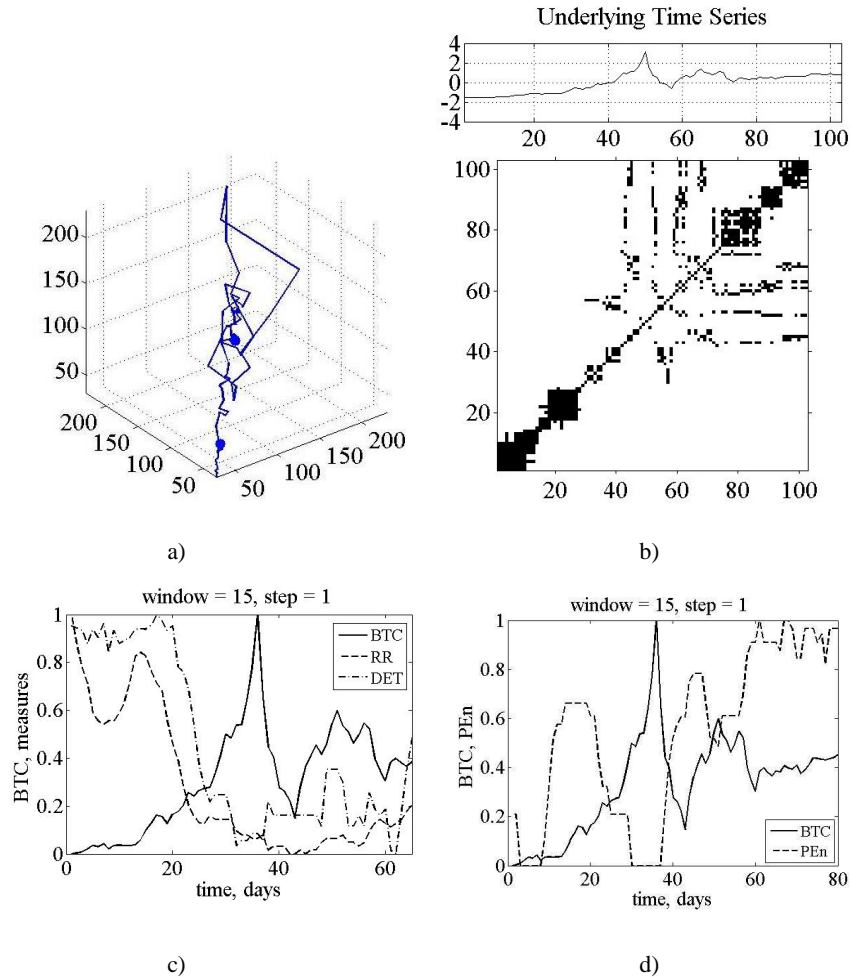 Underlying Time Series
4
2
0
-2
-4
20 40 60 80 100
200
150
100
50
200
150
100
50
50
100
150
200
a)
100
80
60
40
20
20 40 60 80 100
b)
window = 15, step = 1
BTC, measures
1
0.8
0.6
0.4
0.2
0
0 20 40 60
BTC
RR
DET
time, days
c)
window = 15, step = 1
BTC, PEn
1
0.8
0.6
0.4
0.2
0
0 20 40 60 80
BTC
PEn
time, days
d)